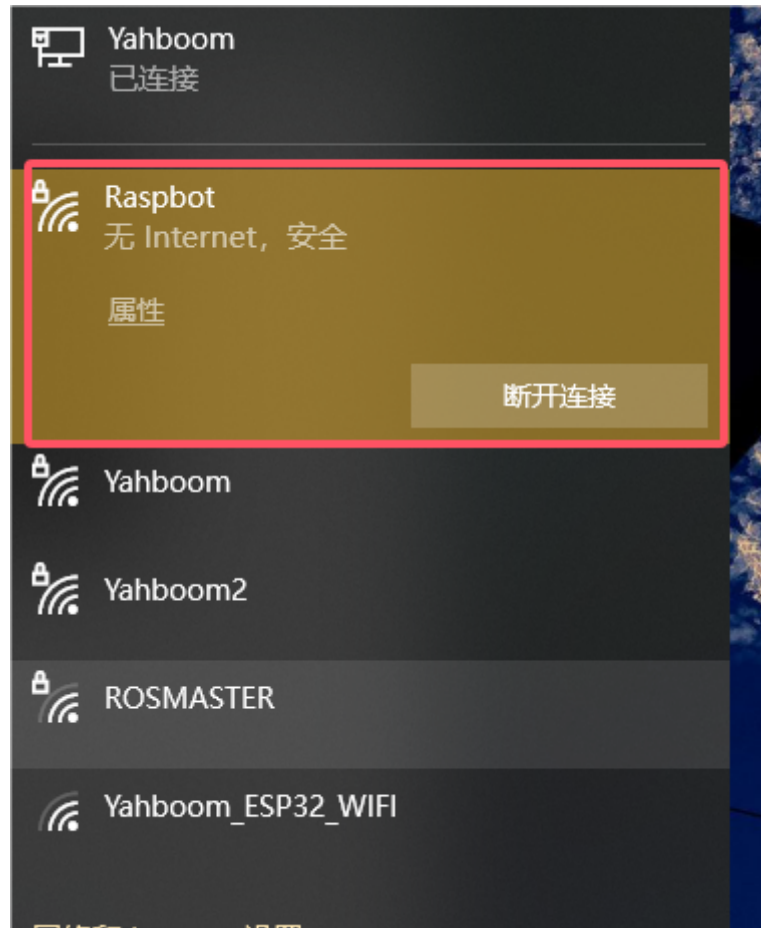 Yahboom
已连接
Raspbot
无 Internet，安全
属性
断开连接
Yahboom
Yahboom2
ROSMASTER
Yahboom_ESP32_WIFI